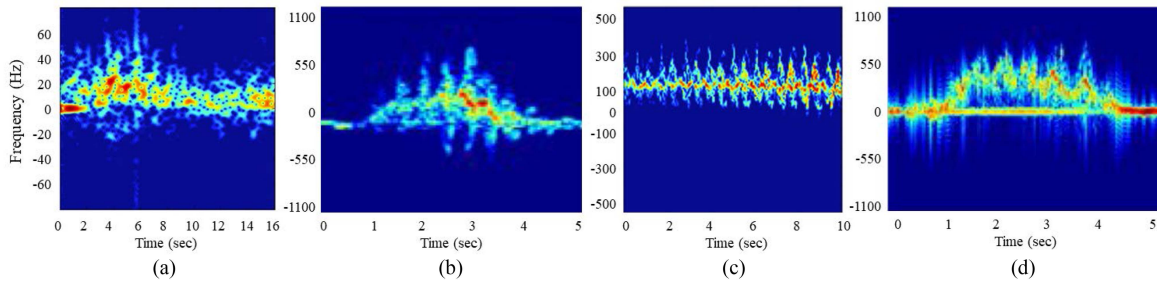 Frequency (Hz)
60
40
20
0
-20
-40
-60
0 2 4 6 8 10 12 14 16
Time (sec)
(a)
1100
550
0
-550
-1100
0 1 2 3 4 5
Time (sec)
(b)
500
300
100
0
-100
-300
-500
0 2 4 6 8 10
Time (sec)
(c)
1100
550
0
-550
-1100
0 1 2 3 4 5
Time (sec)
(d)